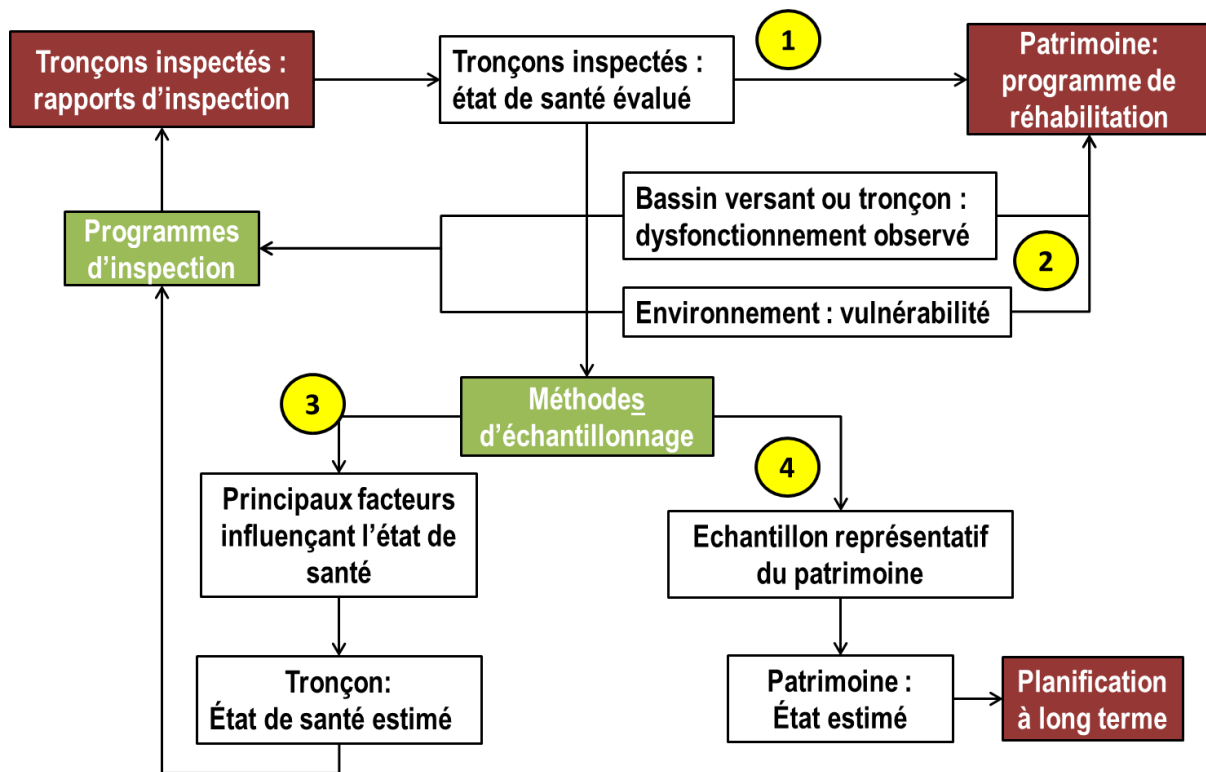 Tronçons inspectés :
rapports d’inspection
Tronçons inspectés :
état de santé évalué
1
Patrimoine:
programme de
réhabilitation
Bassin versant ou tronçon :
dysfonctionnement observé
Programmes
d’inspection
2
Environnement : vulnérabilité
3
Méthodes
d’échantillonnage
4
Principaux facteurs
influençant l’état de
santé
Echantillon représentatif
du patrimoine
Tronçon:
État de santé estimé
Patrimoine :
État estimé
Planification
à long terme